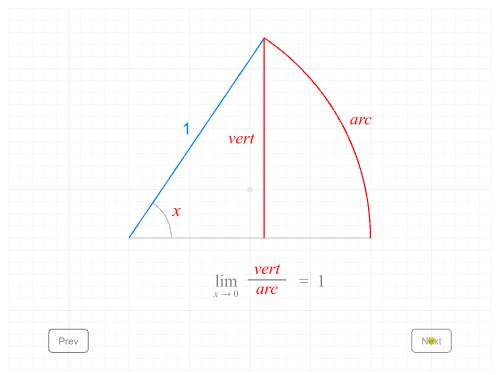 1
vert
arc
x
lim x → 0 vert / arc = 1
Prev
Next